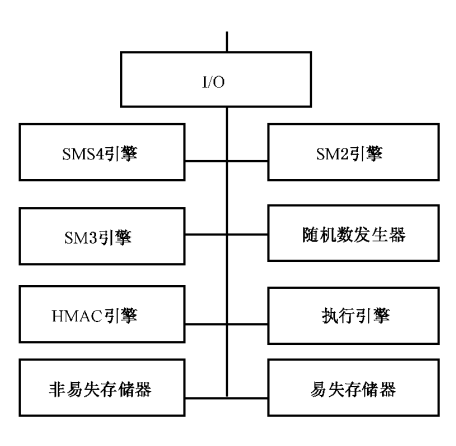 I/O
SMS4引擎
SM2引擎
SM3引擎
随机数发生器
HMAC引擎
执行引擎
非易失存储器
易失存储器